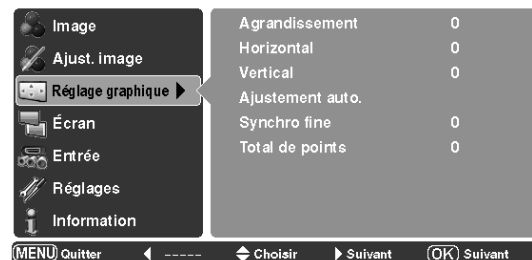 Image
Ajust. image
Réglage graphique
Écran
Entrée
Réglages
Information
Agrandissement 0
Horizontal 0
Vertical 0
Ajustement auto.
Synchro fine 0
Total de points 0
MENU Quitter ----- Choisir Suivant OK Suivant